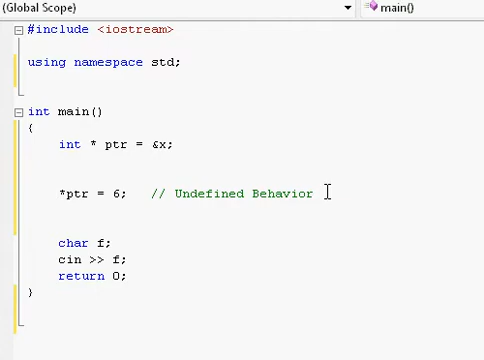 (Global Scope) main()
#include <iostream>
using namespace std;
int main()
{
int * ptr = &x;
*ptr = 6; // Undefined Behavior
char f;
cin >> f;
return 0;
}